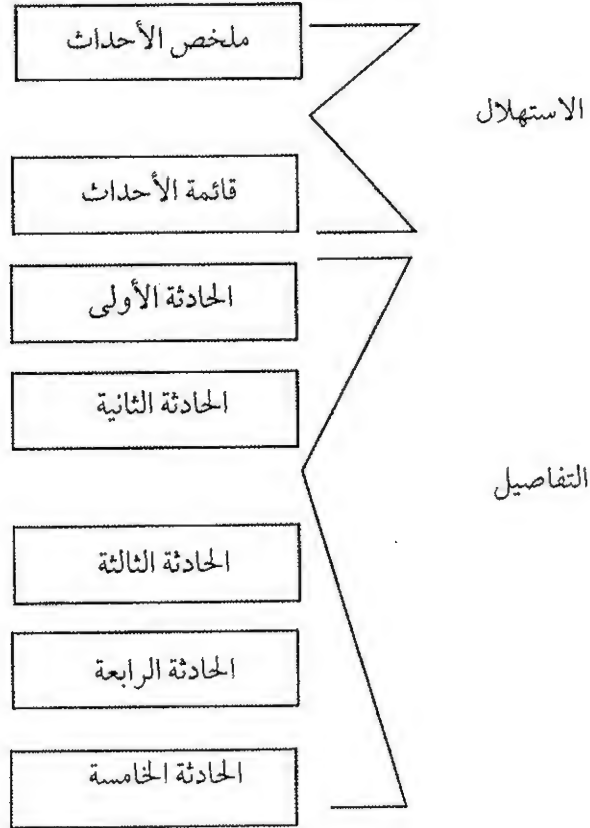 ملخص الأحداث
الاستهلال
قائمة الأحداث
الحادثة الأولى
الحادثة الثانية
التفاصيل
الحادثة الثالثة
الحادثة الرابعة
الحادثة الخامسة